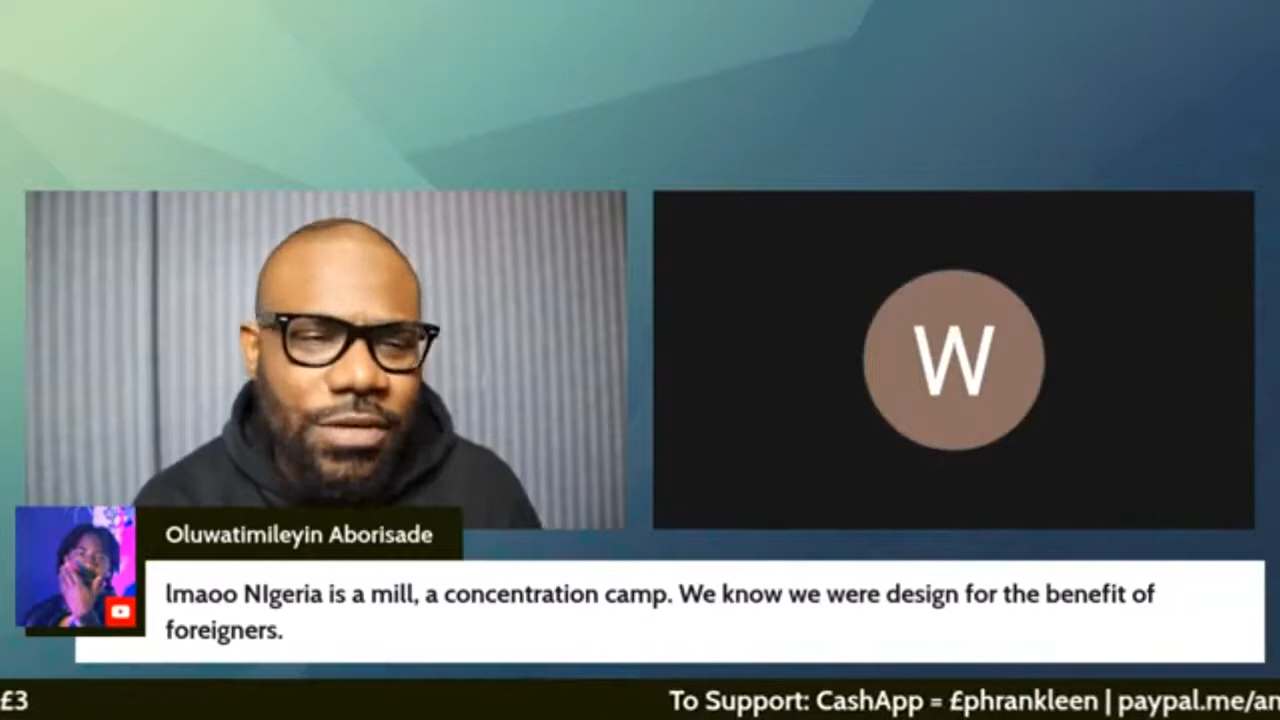 W
Oluwatimileyin Aborisade
lmaoo NIgeria is a mill, a concentration camp. We know we were design for the benefit of
foreigners.
£3
To Support: CashApp = £phrankleen | paypal.me/an